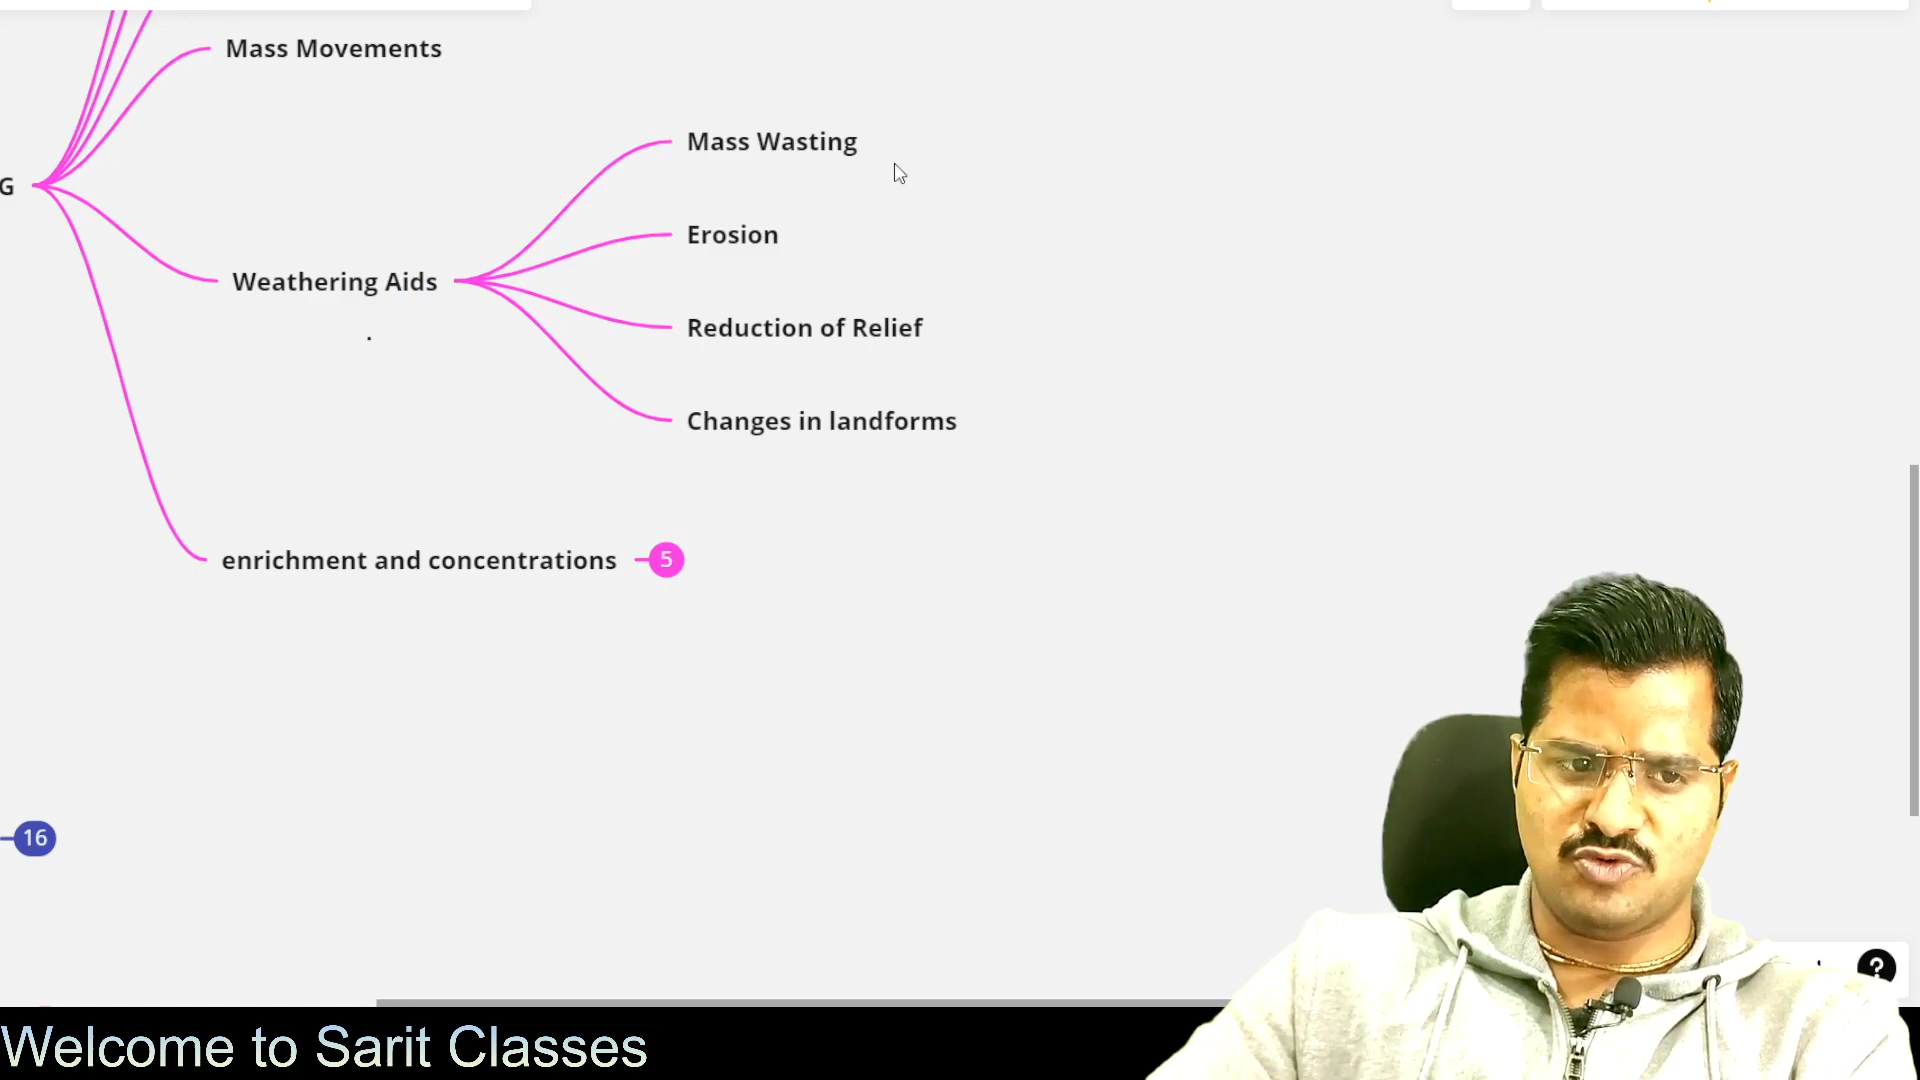 Mass Movements
Mass Wasting
G
Erosion
Weathering Aids
Reduction of Relief
Changes in landforms
enrichment and concentrations
5
16
?
Welcome to Sarit Classes